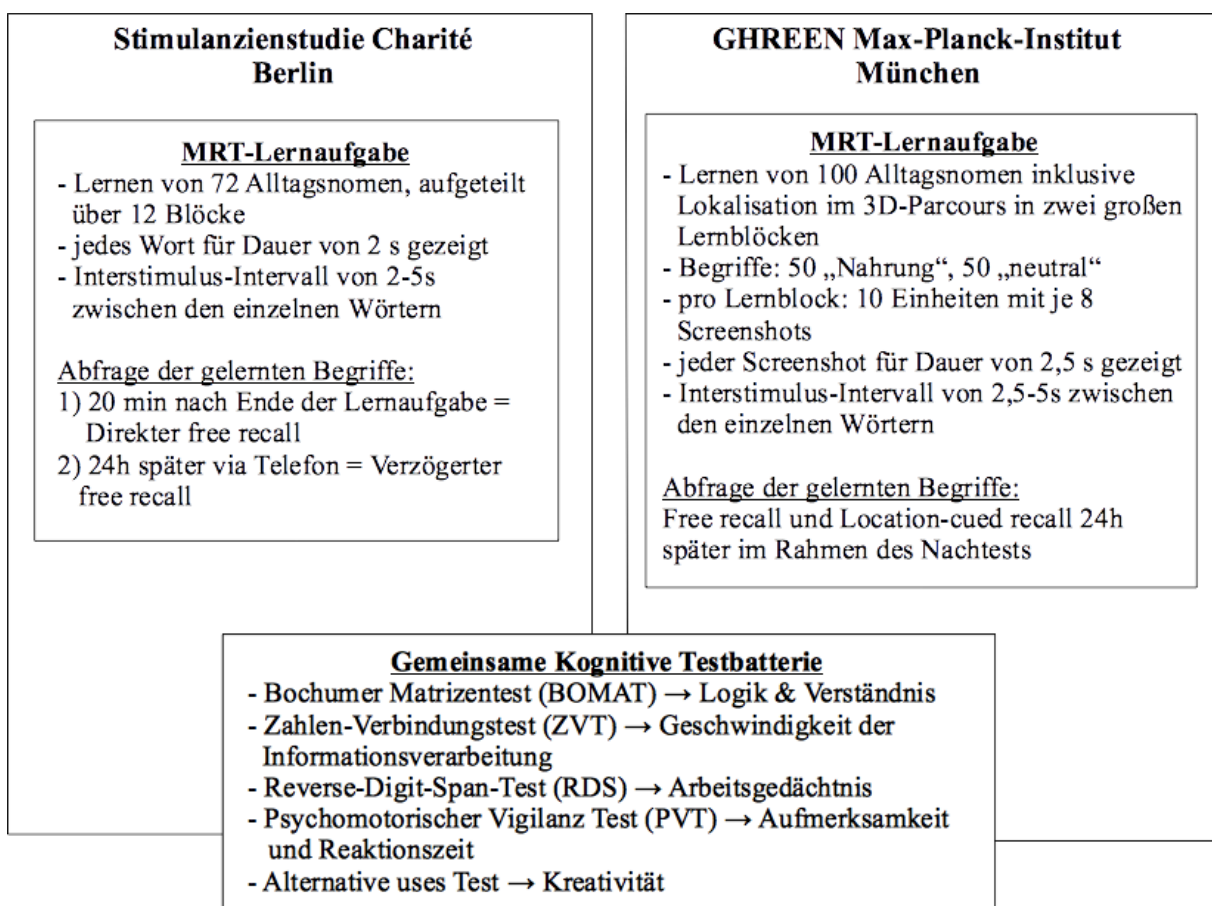 Stimulanzienstudie Charité
Berlin
MRT-Lernaufgabe
- Lernen von 72 Alltagsnomen, aufgeteilt
über 12 Blöcke
- jedes Wort für Dauer von 2 s gezeigt
- Interstimulus-Intervall von 2-5s
zwischen den einzelnen Wörtern
Abfrage der gelernten Begriffe:
1) 20 min nach Ende der Lernaufgabe =
Direkter free recall
2) 24h später via Telefon = Verzögerter
free recall
GHREEN Max-Planck-Institut
München
MRT-Lernaufgabe
- Lernen von 100 Alltagsnomen inklusive
Lokalisation im 3D-Parcours in zwei großen
Lernblöcken
- Begriffe: 50 „Nahrung“, 50 „neutral“
- pro Lernblock: 10 Einheiten mit je 8
Screenshots
- jeder Screenshot für Dauer von 2,5 s gezeigt
- Interstimulus-Intervall von 2,5-5s zwischen
den einzelnen Wörtern
Abfrage der gelernten Begriffe:
Free recall und Location-cued recall 24h
später im Rahmen des Nachtests
Gemeinsame Kognitive Testbatterie
- Bochumer Matrizentest (BOMAT) → Logik & Verständnis
- Zahlen-Verbindungstest (ZVT) → Geschwindigkeit der
Informationsverarbeitung
- Reverse-Digit-Span-Test (RDS) → Arbeitsgedächtnis
- Psychomotorischer Vigilanz Test (PVT) → Aufmerksamkeit
und Reaktionszeit
- Alternative uses Test → Kreativität